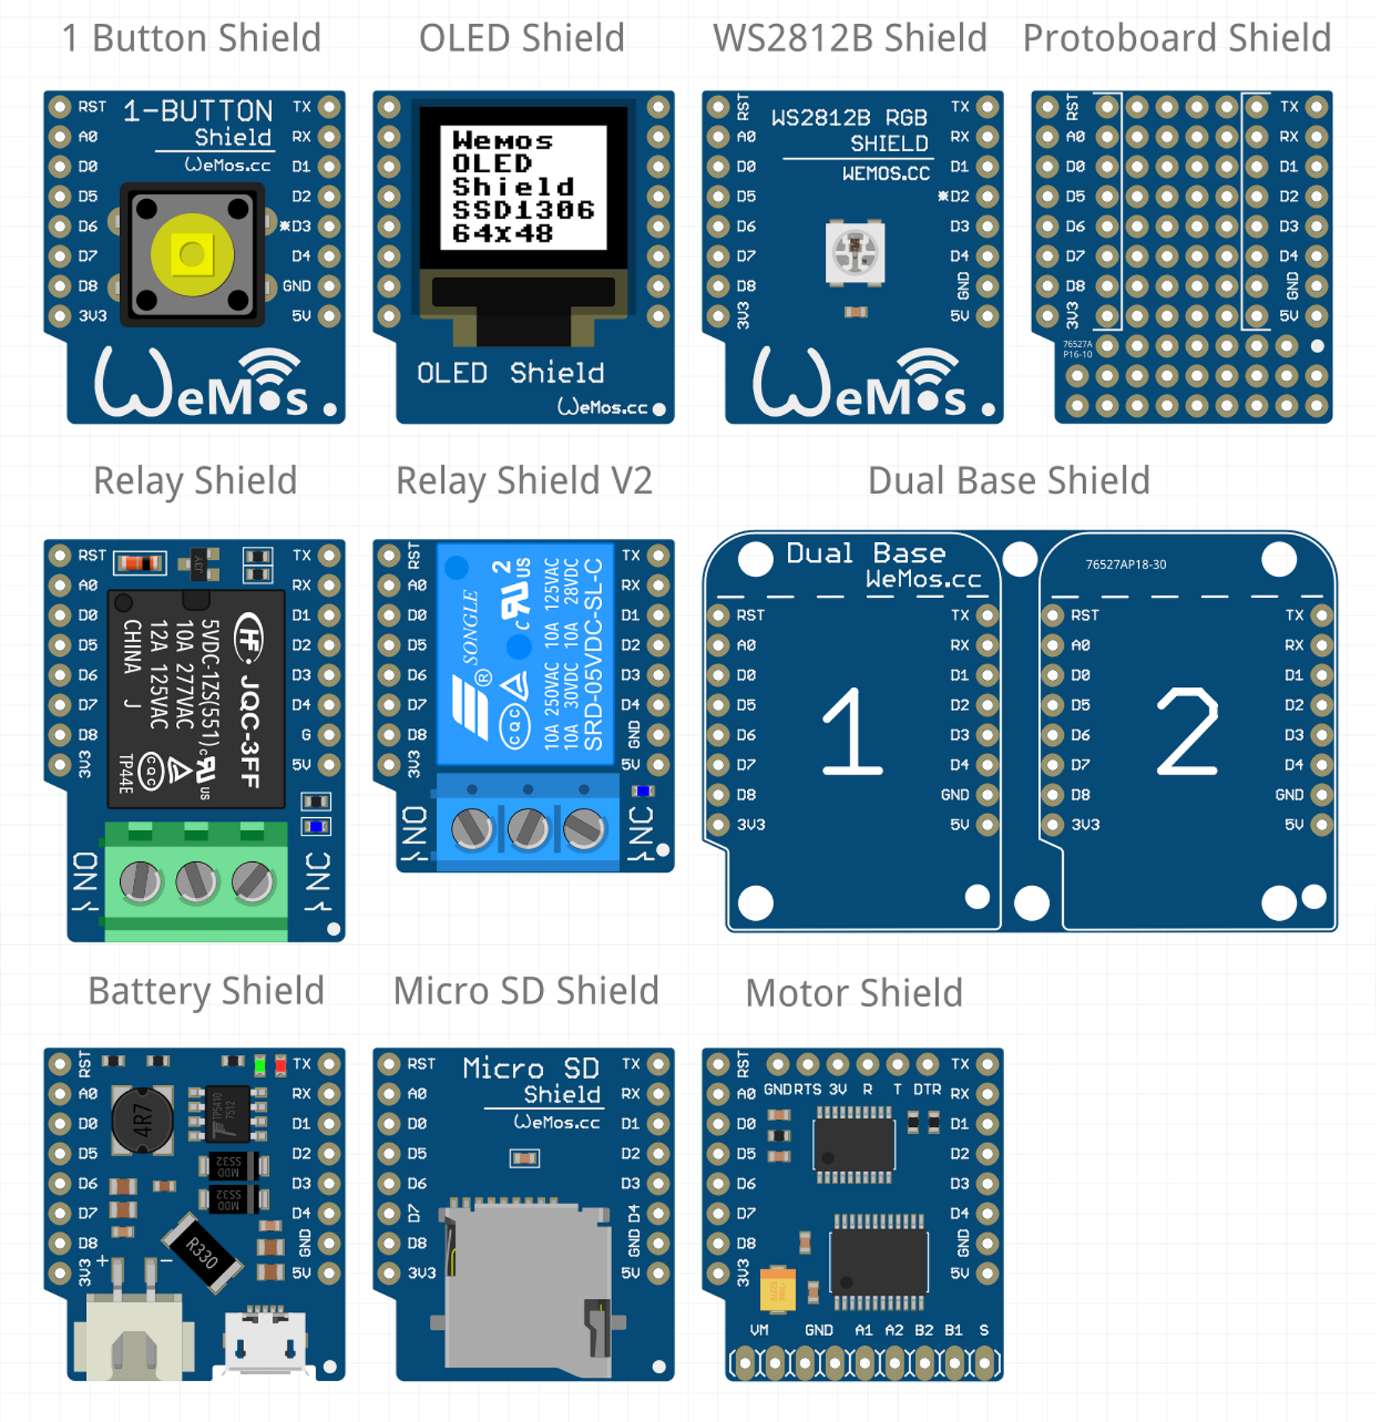 1 Button Shield
OLED Shield
WS2812B Shield
Protoboard Shield
RST 1-BUTTON TX
A0 Shield RX
D0 WeMos.cc D1
D5 D2
D6 *D3
D7 D4
D8 GND
3V3 5V
WeMos
Wemos
OLED
Shield
SSD1306
64x48
OLED Shield
WeMos.cc
RST WS2812B RGB TX
A0 SHIELD RX
D0 WEMOS.CC D1
D5 *D2
D6 D3
D7 D4
D8 GND
3V3 5V
WeMos
RST TX
A0 RX
D0 D1
D5 D2
D6 D3
D7 D4
D8 GND
3V3 5V
76527A
P16-10
Relay Shield
Relay Shield V2
Dual Base Shield
RST TX
A0 RX
D0 D1
D5 D2
D6 D3
D7 D4
D8 G
3V3 5V
HF. JQC-3FF
5VDC-1ZS(551)
10A 277VAC
12A 125VAC
CHINA J
c US
CQC
TP44E
NO NC
RST TX
A0 RX
D0 D1
D5 D2
D6 D3
D7 D4
D8 GND
3V3 5V
SONGLE
®
c US 2
CQC
10A 250VAC 10A 125VAC
10A 30VDC 10A 28VDC
SRD-05VDC-SL-C
NO NC
Dual Base
WeMos.cc
RST TX
A0 RX
D0 D1
D5 D2
D6 D3
D7 D4
D8 GND
3V3 5V
1
76527AP18-30
RST TX
A0 RX
D0 D1
D5 D2
D6 D3
D7 D4
D8 GND
3V3 5V
2
Battery Shield
Micro SD Shield
Motor Shield
RST TX
A0 RX
D0 D1
D5 D2
D6 D3
D7 D4
D8 GND
3V3 5V
4R7
TP5410
7S12
MDD
SS32
MDD
SS32
R330
+ −
RST Micro SD TX
A0 Shield RX
D0 WeMos.cc D1
D5 D2
D6 D3
D7 D4
D8 GND
3V3 5V
RST TX
GND RTS 3V R T DTR
A0 RX
D0 D1
D5 D2
D6 D3
D7 D4
D8 GND
3V3 5V
VM GND A1 A2 B2 B1 S